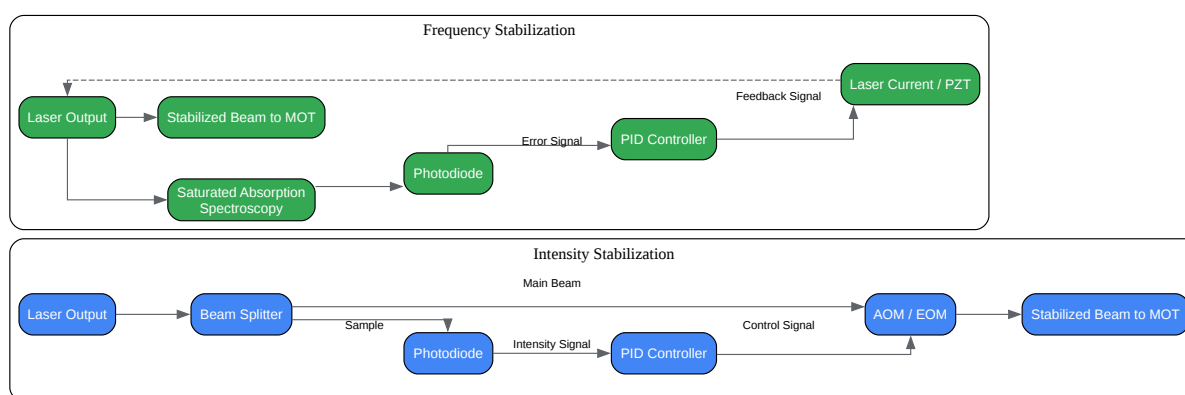 Frequency Stabilization
Laser Current / PZT
Feedback Signal
Laser Output
Stabilized Beam to MOT
Error Signal
PID Controller
Photodiode
Saturated Absorption
Spectroscopy
Intensity Stabilization
Main Beam
Laser Output
Beam Splitter
Sample
Control Signal
AOM / EOM
Stabilized Beam to MOT
Photodiode
Intensity Signal
PID Controller